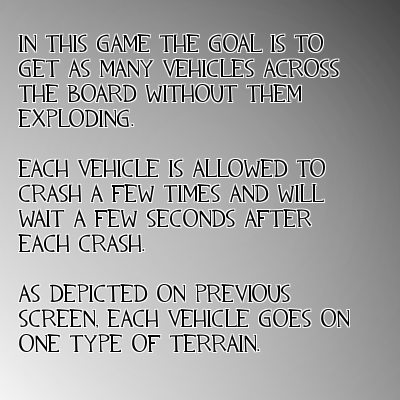 IN THIS GAME THE GOAL IS TO
GET AS MANY VEHICLES ACROSS
THE BOARD WITHOUT THEM
EXPLODING.
EACH VEHICLE IS ALLOWED TO
CRASH A FEW TIMES AND WILL
WAIT A FEW SECONDS AFTER
EACH CRASH.
AS DEPICTED ON PREVIOUS
SCREEN, EACH VEHICLE GOES ON
ONE TYPE OF TERRAIN.